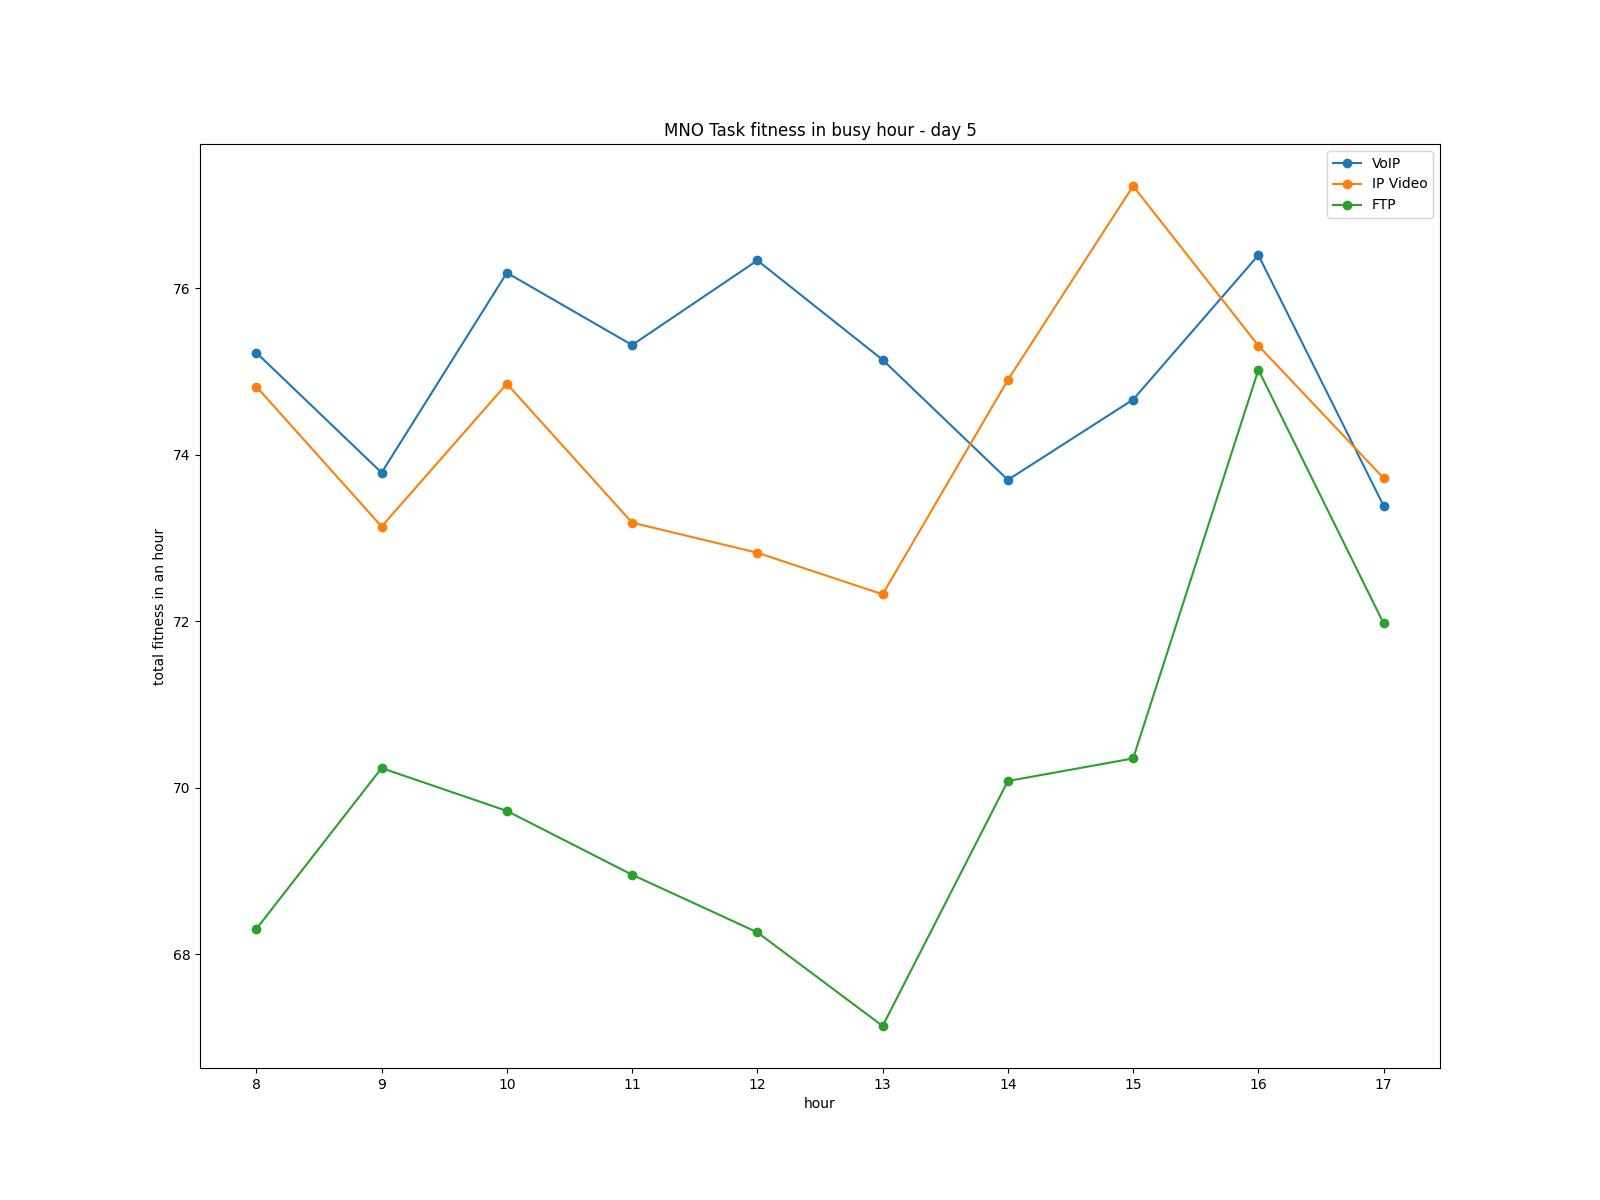 MNO Task fitness in busy hour - day 5
VoIP
IP Video
FTP
76
74
72
70
68
total fitness in an hour
8 9 10 11 12 13 14 15 16 17
hour